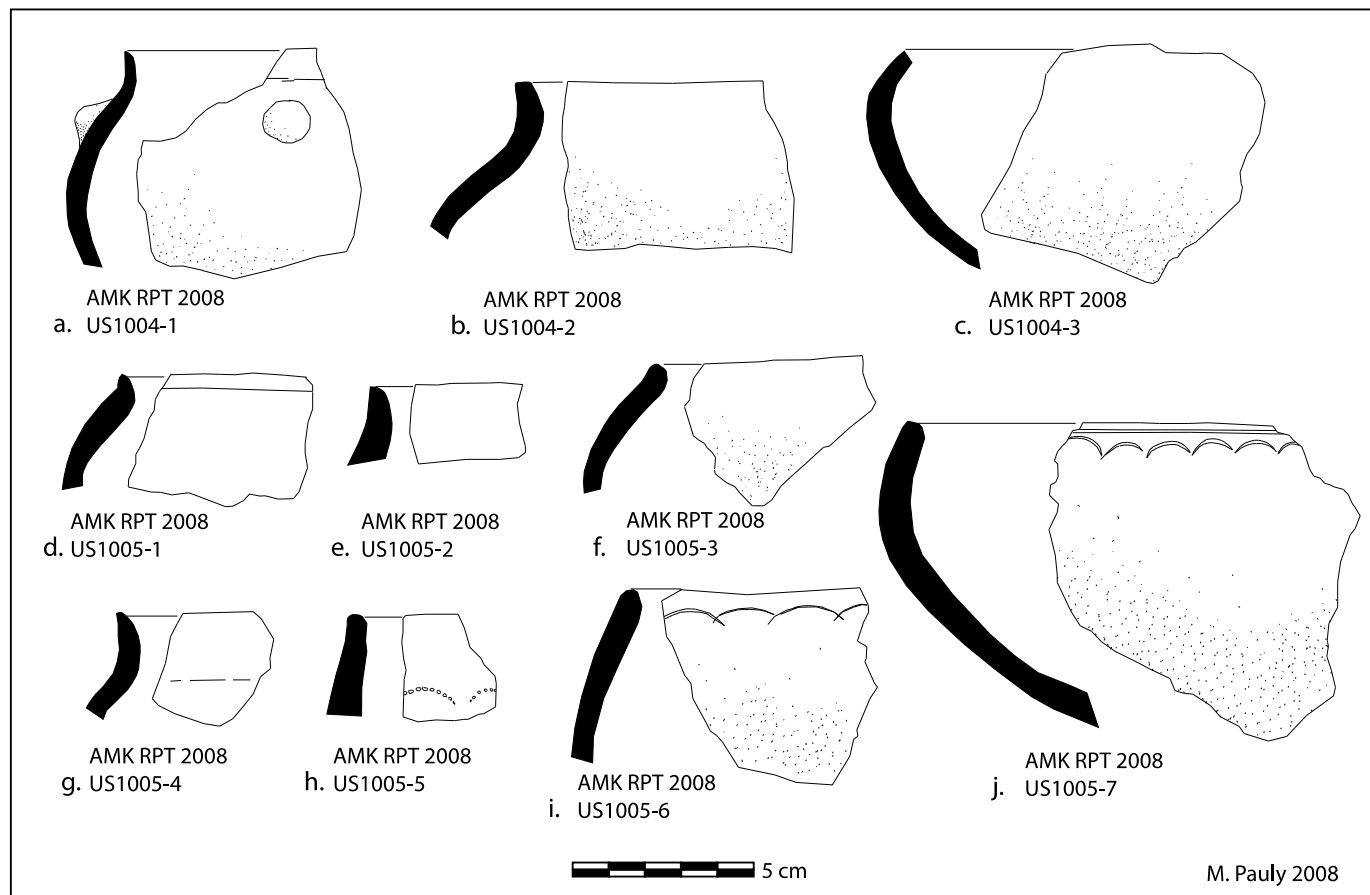 AMK RPT 2008
a. US1004-1
AMK RPT 2008
b. US1004-2
AMK RPT 2008
c. US1004-3
AMK RPT 2008
d. US1005-1
AMK RPT 2008
e. US1005-2
AMK RPT 2008
f. US1005-3
AMK RPT 2008
g. US1005-4
AMK RPT 2008
h. US1005-5
AMK RPT 2008
i. US1005-6
AMK RPT 2008
j. US1005-7
5 cm
M. Pauly 2008